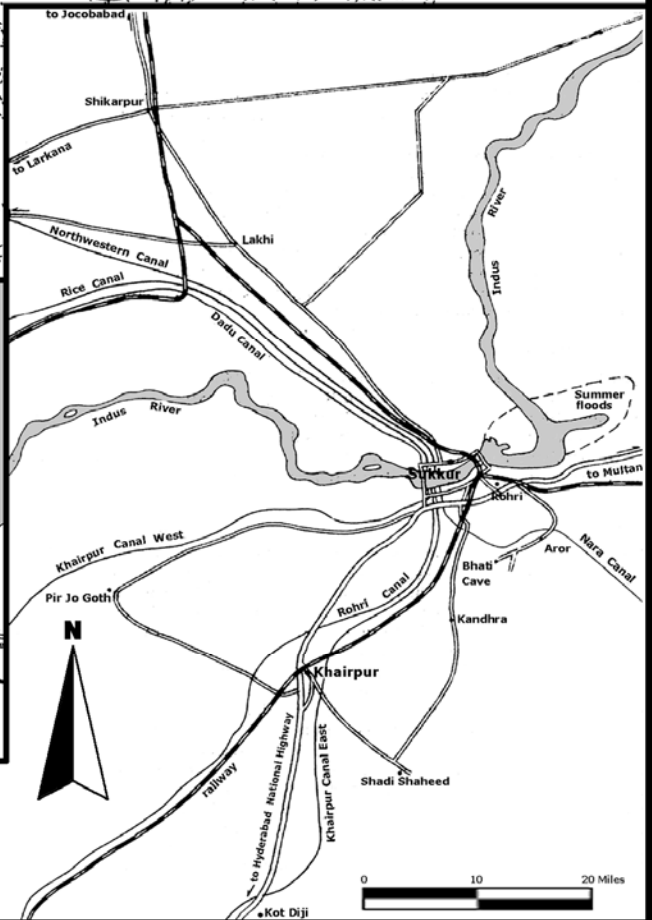 to Jocobabad
Shikarpur
to Larkana
River
Northwestern Canal
Lakhi
Rice Canal
Indus
Dadu canal
Indus River
Summer
floods
Sukkur
to Multan
Rohri
Khairpur Canal West
Aror
Nara Canal
Bhati
Cave
Pir Jo Goth
Rohri Canal
Kandhra
N
Khairpur
railway
to Hyderabad National Highway
Khairpur Canal East
Shadi Shaheed
0 10 20 Miles
Kot Diji